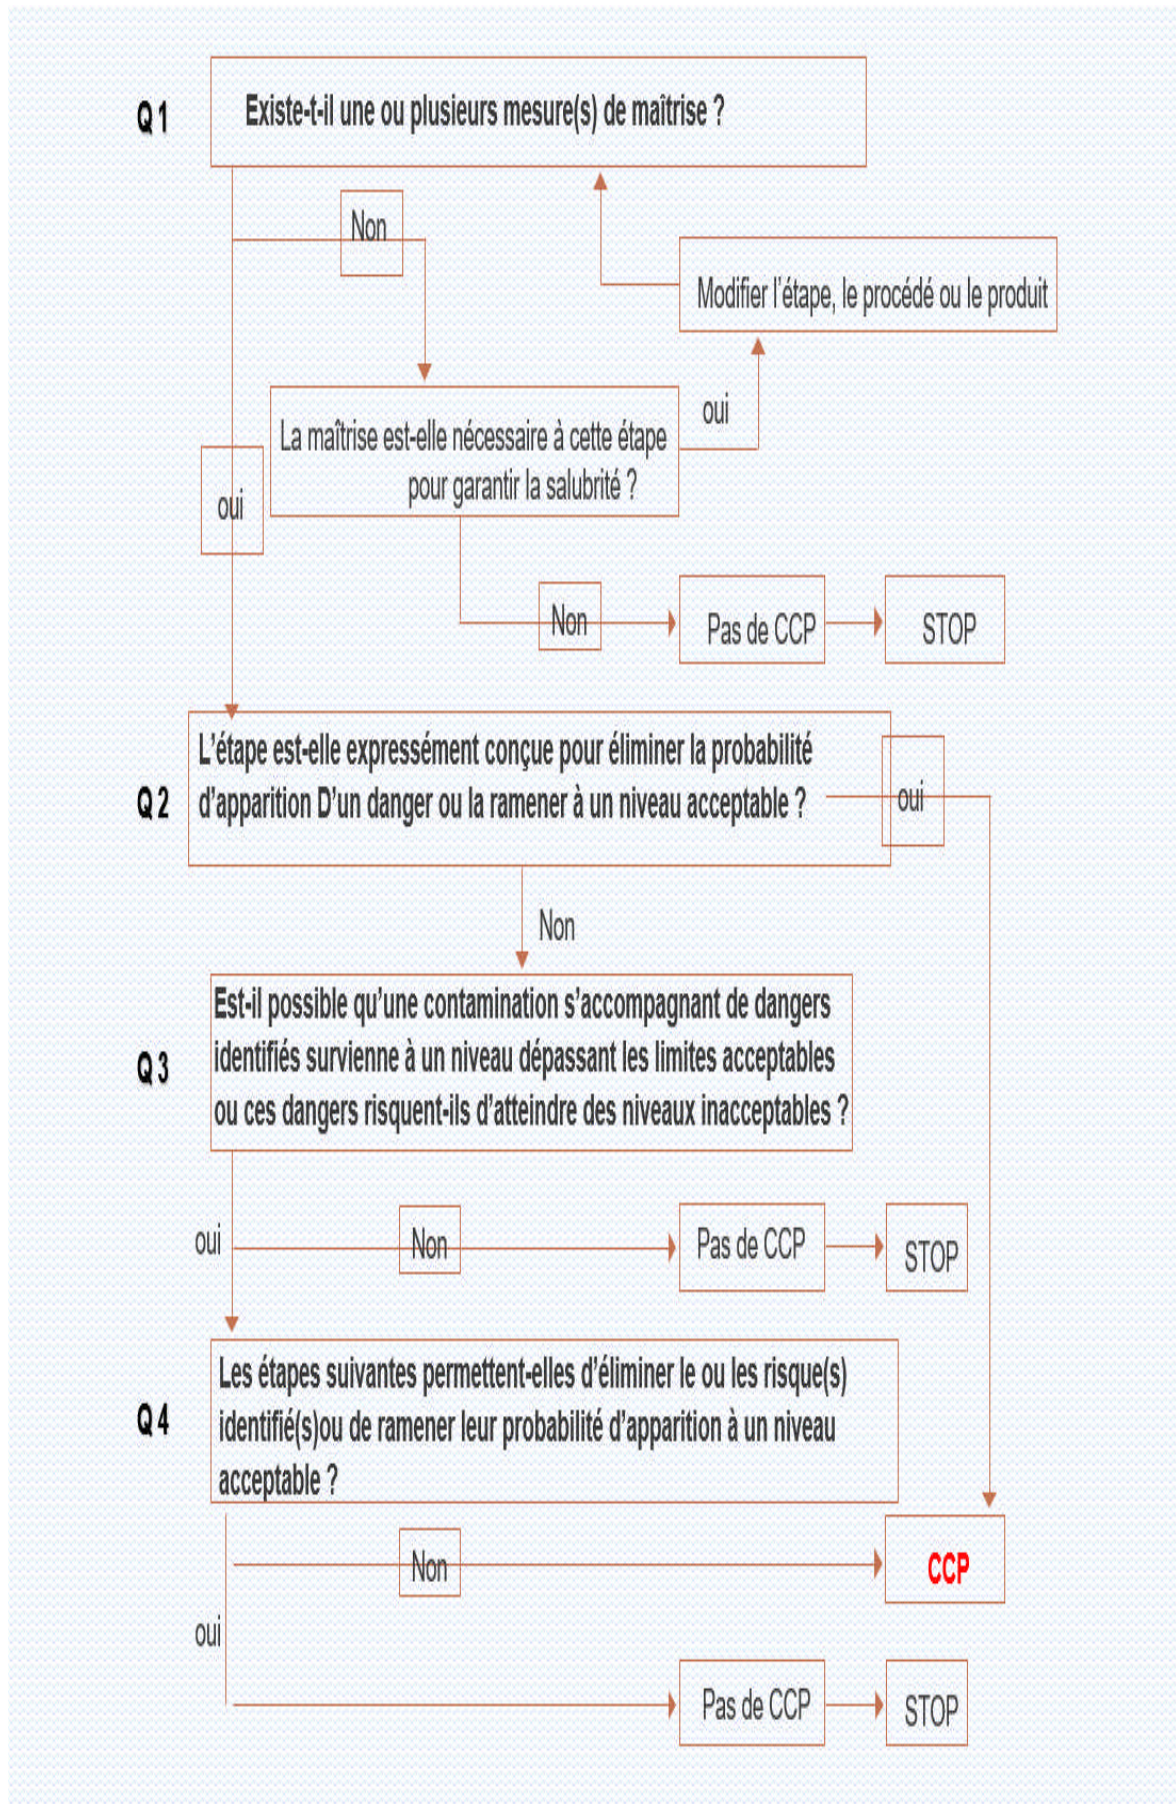 Q 1
Existe-t-il une ou plusieurs mesure(s) de maîtrise ?
Non
Modifier l’étape, le procédé ou le produit
oui
La maîtrise est-elle nécessaire à cette étape
pour garantir la salubrité ?
oui
Non
Pas de CCP
STOP
Q 2
L’étape est-elle expressément conçue pour éliminer la probabilité
d’apparition D’un danger ou la ramener à un niveau acceptable ?
oui
Non
Q 3
Est-il possible qu’une contamination s’accompagnant de dangers
identifiés survienne à un niveau dépassant les limites acceptables
ou ces dangers risquent-ils d’atteindre des niveaux inacceptables ?
oui
Non
Pas de CCP
STOP
Q 4
Les étapes suivantes permettent-elles d’éliminer le ou les risque(s)
identifié(s)ou de ramener leur probabilité d’apparition à un niveau
acceptable ?
Non
CCP
oui
Pas de CCP
STOP